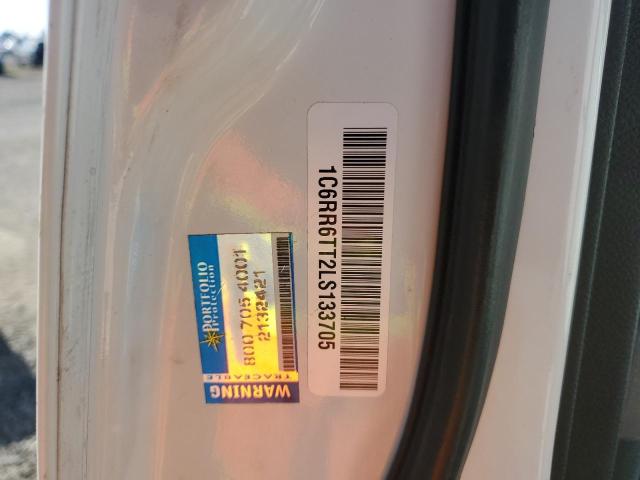 1C6RR6TT2LS133705
PORTFOLIO
Protection
800 705 4001
2132421
WARNING
TRACEABLE